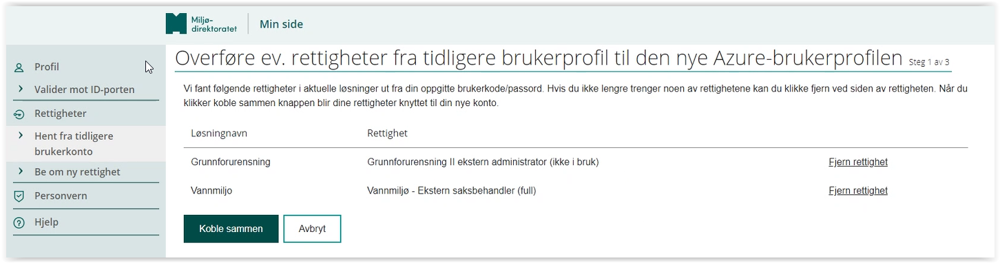 Miljø-
direktoratet
Min side
Profil
Valider mot ID-porten
Rettigheter
Hent fra tidligere
brukerkonto
Be om ny rettighet
Personvern
Hjelp
Overføre ev. rettigheter fra tidligere brukerprofil til den nye Azure-brukerprofilen Steg 1 av 3
Vi fant følgende rettigheter i aktuelle løsninger ut fra din oppgitte brukerkode/passord. Hvis du ikke lengre trenger noen av rettighetene kan du klikke fjern ved siden av rettigheten. Når du
klikker koble sammen knappen blir dine rettigheter knyttet til din nye konto.
Løsningnavn Rettighet
Grunnforurensning Grunnforurensning II ekstern administrator (ikke i bruk) Fjern rettighet
Vannmiljo Vannmiljø - Ekstern saksbehandler (full) Fjern rettighet
Koble sammen Avbryt